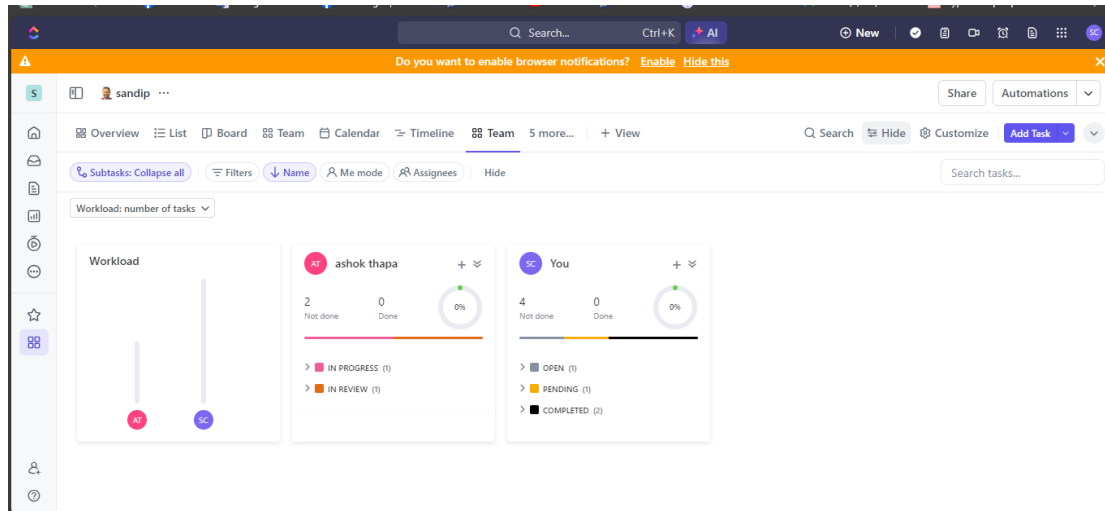 Search... Ctrl+K AI New SC
Do you want to enable browser notifications? Enable Hide this
S sandip ... Share Automations
Overview List Board Team Calendar Timeline Team 5 more... + View Search Hide Customize Add Task
Subtasks: Collapse all Filters Name Me mode Assignees Hide Search tasks...
Workload: number of tasks
Workload
AT SC
AT ashok thapa +
2 0 0%
Not done Done
IN PROGRESS (1)
IN REVIEW (1)
SC You +
4 0 0%
Not done Done
OPEN (1)
PENDING (1)
COMPLETED (2)